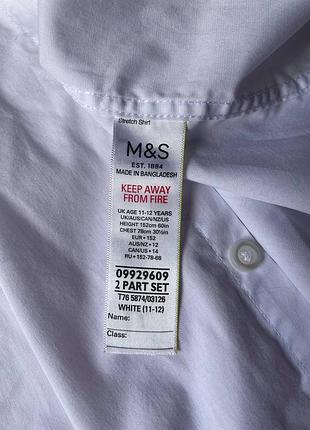 Stretch Shirt
M&S
EST. 1884
MADE IN BANGLADESH
KEEP AWAY
FROM FIRE
UK AGE 11-12 YEARS
UK/AUS/CAN/NZ/US
HEIGHT 152cm 60in
CHEST 78cm 30½in
EUR • 152
AUS/NZ • 12
CAN/US • 14
RU • 152-78-68
09929609
2 PART SET
T76 5874/03126
WHITE (11-12)
Name:
Class: